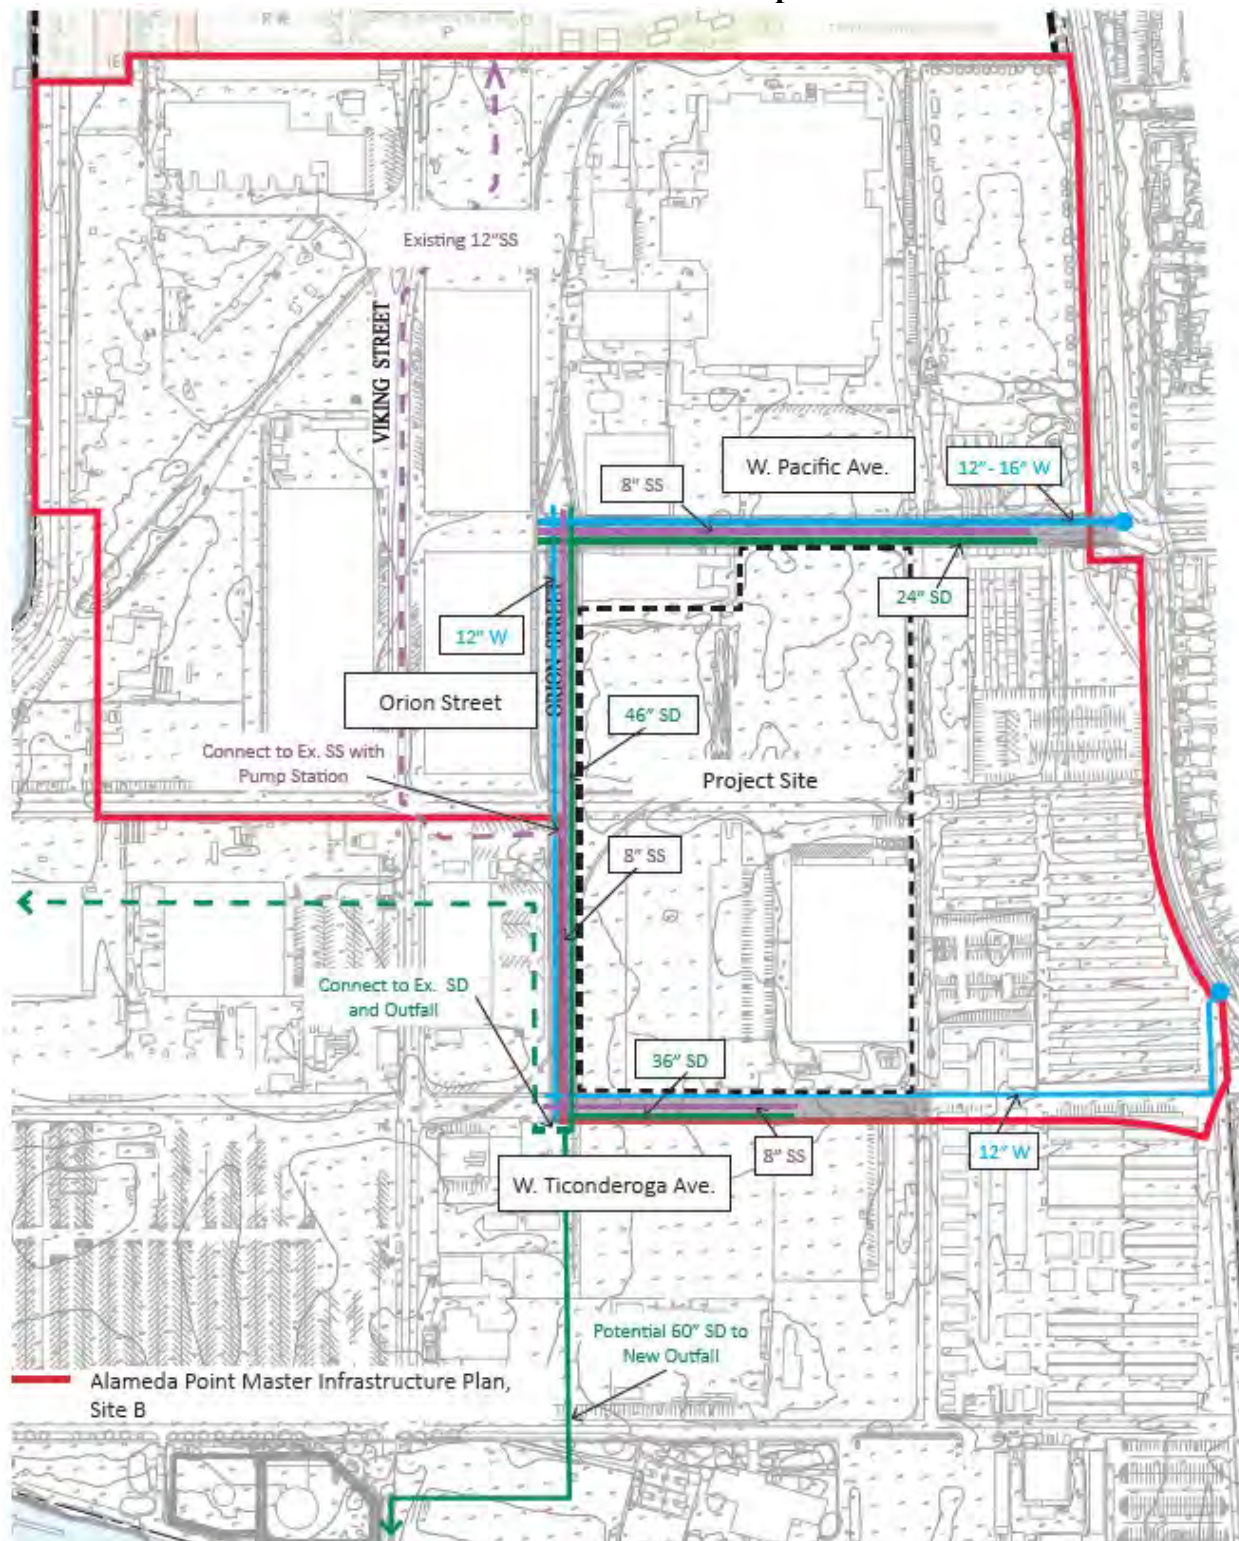 P
Existing 12"SS
VIKING STREET
W. Pacific Ave.
12"- 16" W
8" SS
24" SD
12" W
ORION STREET
Orion Street
46" SD
Connect to Ex. SS with
Pump Station
Project Site
8" SS
Connect to Ex. SD
and Outfall
36" SD
8" SS
12" W
W. Ticonderoga Ave.
Potential 60" SD to
New Outfall
Alameda Point Master Infrastructure Plan,
Site B